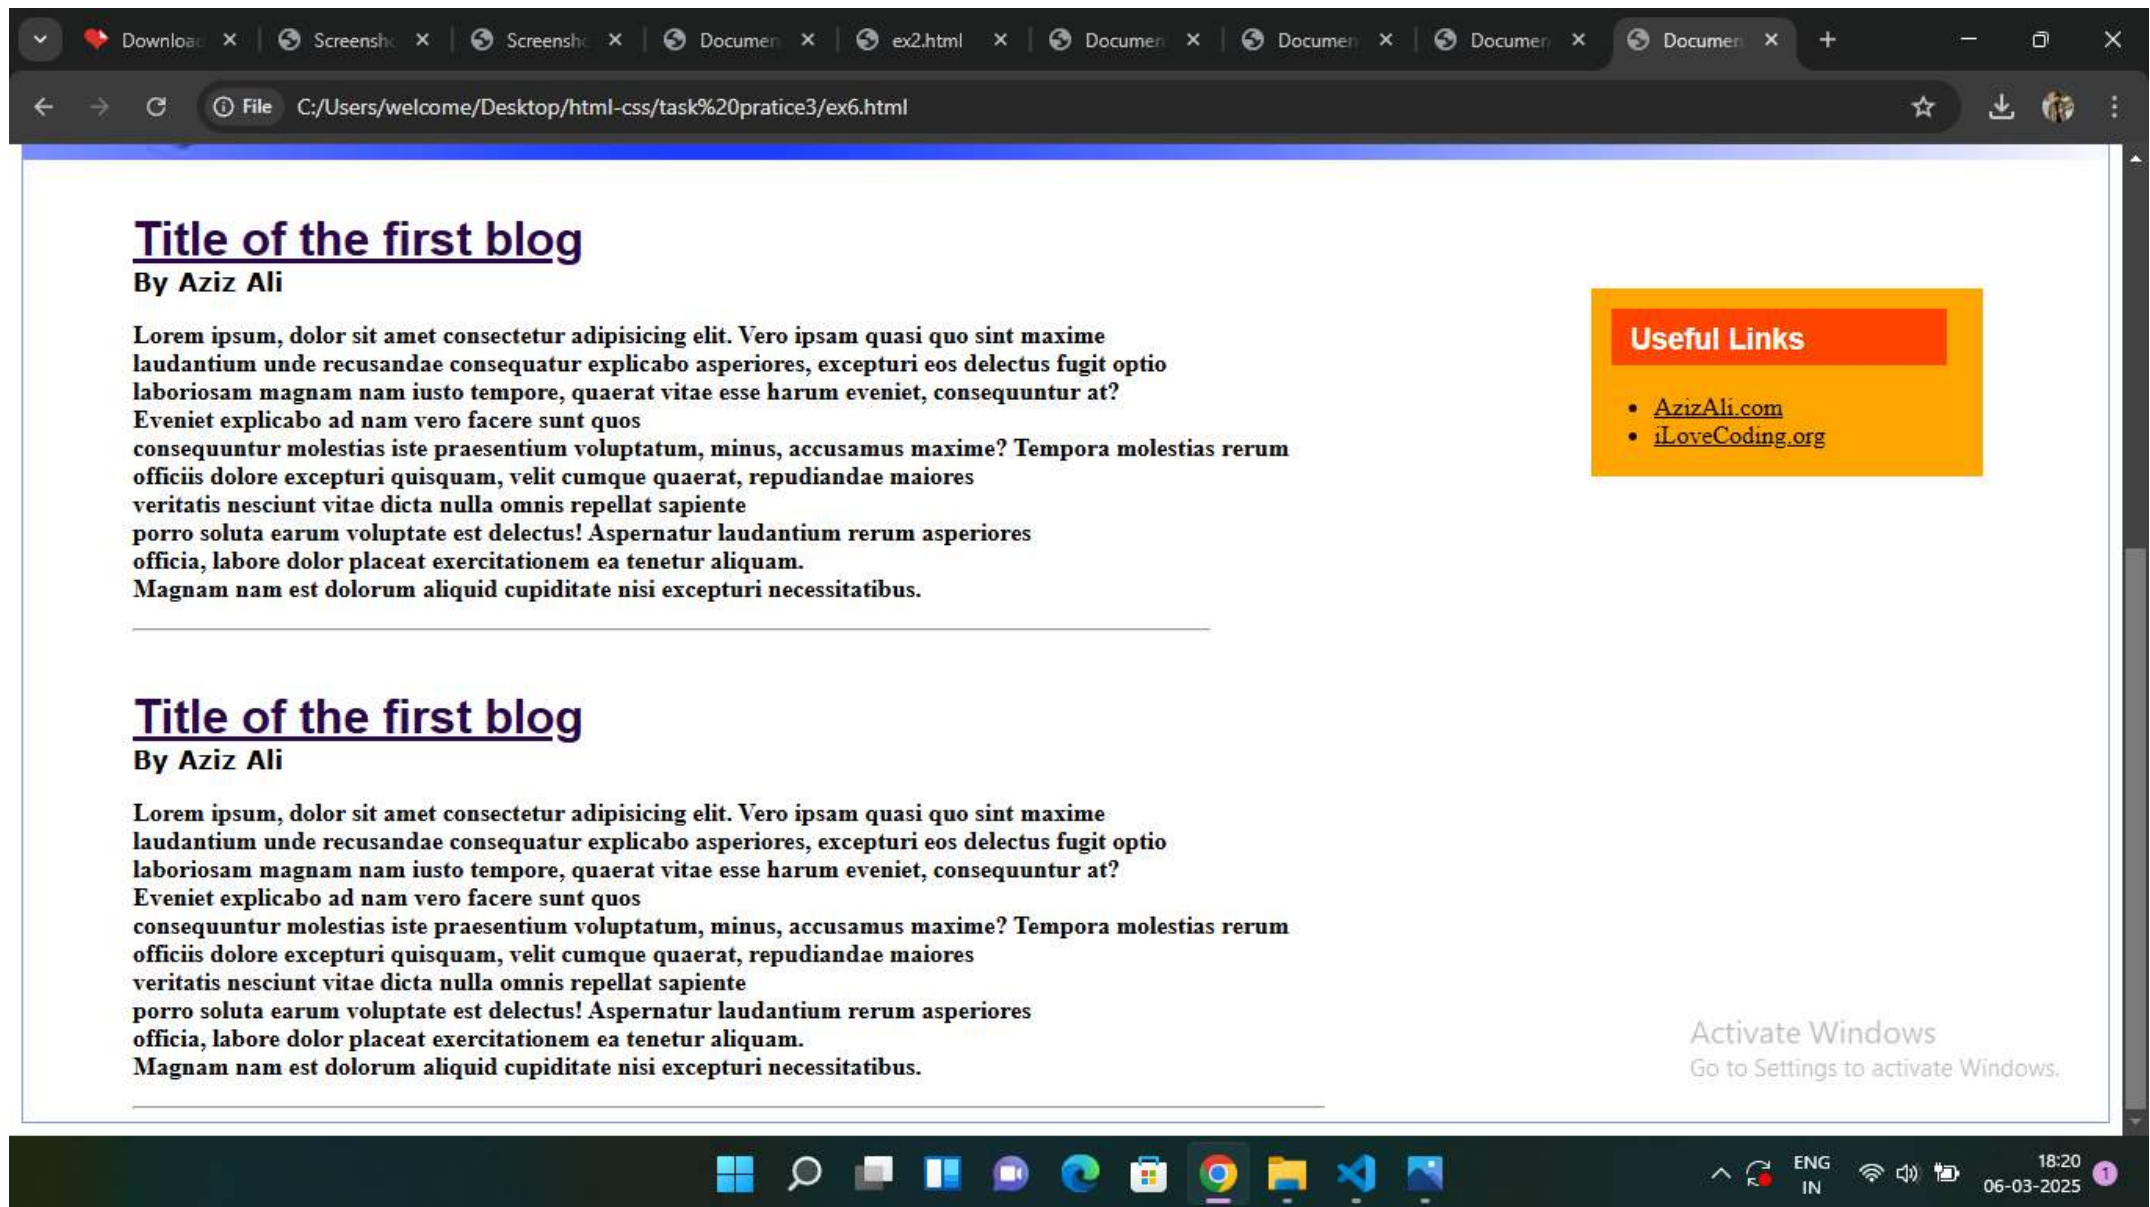 Downloa
Screensh
Screensh
Documen
ex2.html
Documen
Documen
Documen
Documen
File
C:/Users/welcome/Desktop/html-css/task%20pratice3/ex6.html
Title of the first blog
By Aziz Ali
Lorem ipsum, dolor sit amet consectetur adipisicing elit. Vero ipsam quasi quo sint maxime
laudantium unde recusandae consequatur explicabo asperiores, excepturi eos delectus fugit optio
laboriosam magnam nam iusto tempore, quaerat vitae esse harum eveniet, consequuntur at?
Eveniet explicabo ad nam vero facere sunt quos
consequuntur molestias iste praesentium voluptatum, minus, accusamus maxime? Tempora molestias rerum
officiis dolore excepturi quisquam, velit cumque quaerat, repudiandae maiores
veritatis nesciunt vitae dicta nulla omnis repellat sapiente
porro soluta earum voluptate est delectus! Aspernatur laudantium rerum asperiores
officia, labore dolor placeat exercitationem ea tenetur aliquam.
Magnam nam est dolorum aliquid cupiditate nisi excepturi necessitatibus.
Useful Links
AzizAli.com
iLoveCoding.org
Title of the first blog
By Aziz Ali
Lorem ipsum, dolor sit amet consectetur adipisicing elit. Vero ipsam quasi quo sint maxime
laudantium unde recusandae consequatur explicabo asperiores, excepturi eos delectus fugit optio
laboriosam magnam nam iusto tempore, quaerat vitae esse harum eveniet, consequuntur at?
Eveniet explicabo ad nam vero facere sunt quos
consequuntur molestias iste praesentium voluptatum, minus, accusamus maxime? Tempora molestias rerum
officiis dolore excepturi quisquam, velit cumque quaerat, repudiandae maiores
veritatis nesciunt vitae dicta nulla omnis repellat sapiente
porro soluta earum voluptate est delectus! Aspernatur laudantium rerum asperiores
officia, labore dolor placeat exercitationem ea tenetur aliquam.
Magnam nam est dolorum aliquid cupiditate nisi excepturi necessitatibus.
Activate Windows
Go to Settings to activate Windows.
ENG
IN
18:20
06-03-2025
1